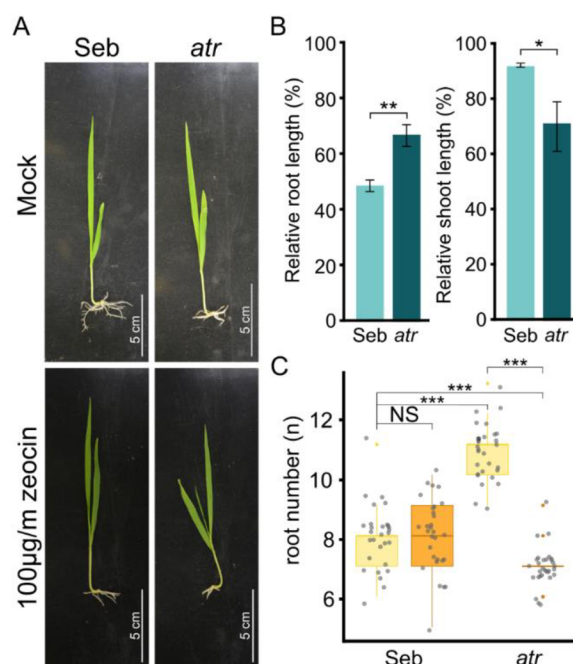 A
Seb atr
Mock
5 cm
5 cm
100µg/m zeocin
5 cm
5 cm
B
Relative root length (%)
100
80
60
40
20
0
**
Seb atr
Relative shoot length (%)
100
80
60
40
20
0
*
Seb atr
C
root number (n)
12
10
8
6
***
***
***
NS
Seb atr